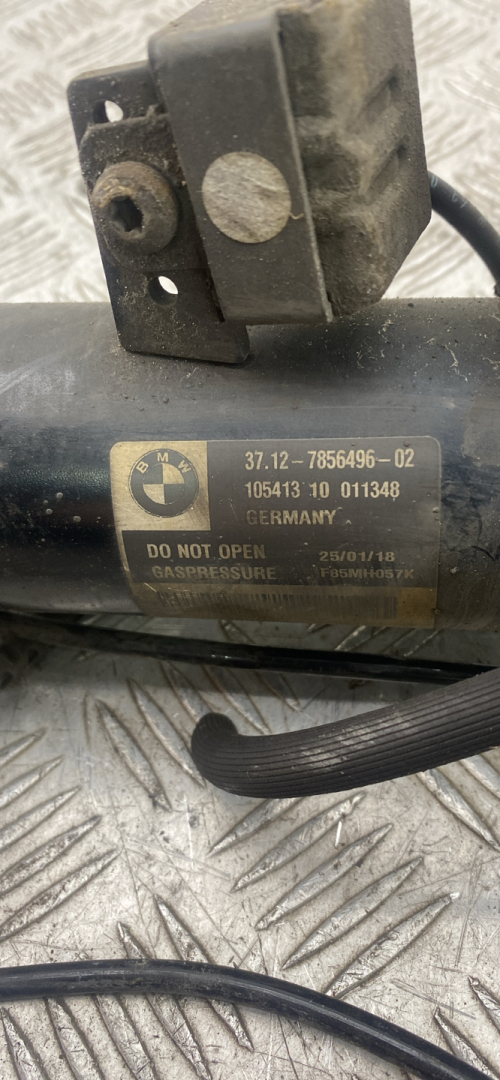 BMW
37.12-7856496-02
105413 10 011348
GERMANY
DO NOT OPEN
25/01/18
GASPRESSURE
F85MH057K